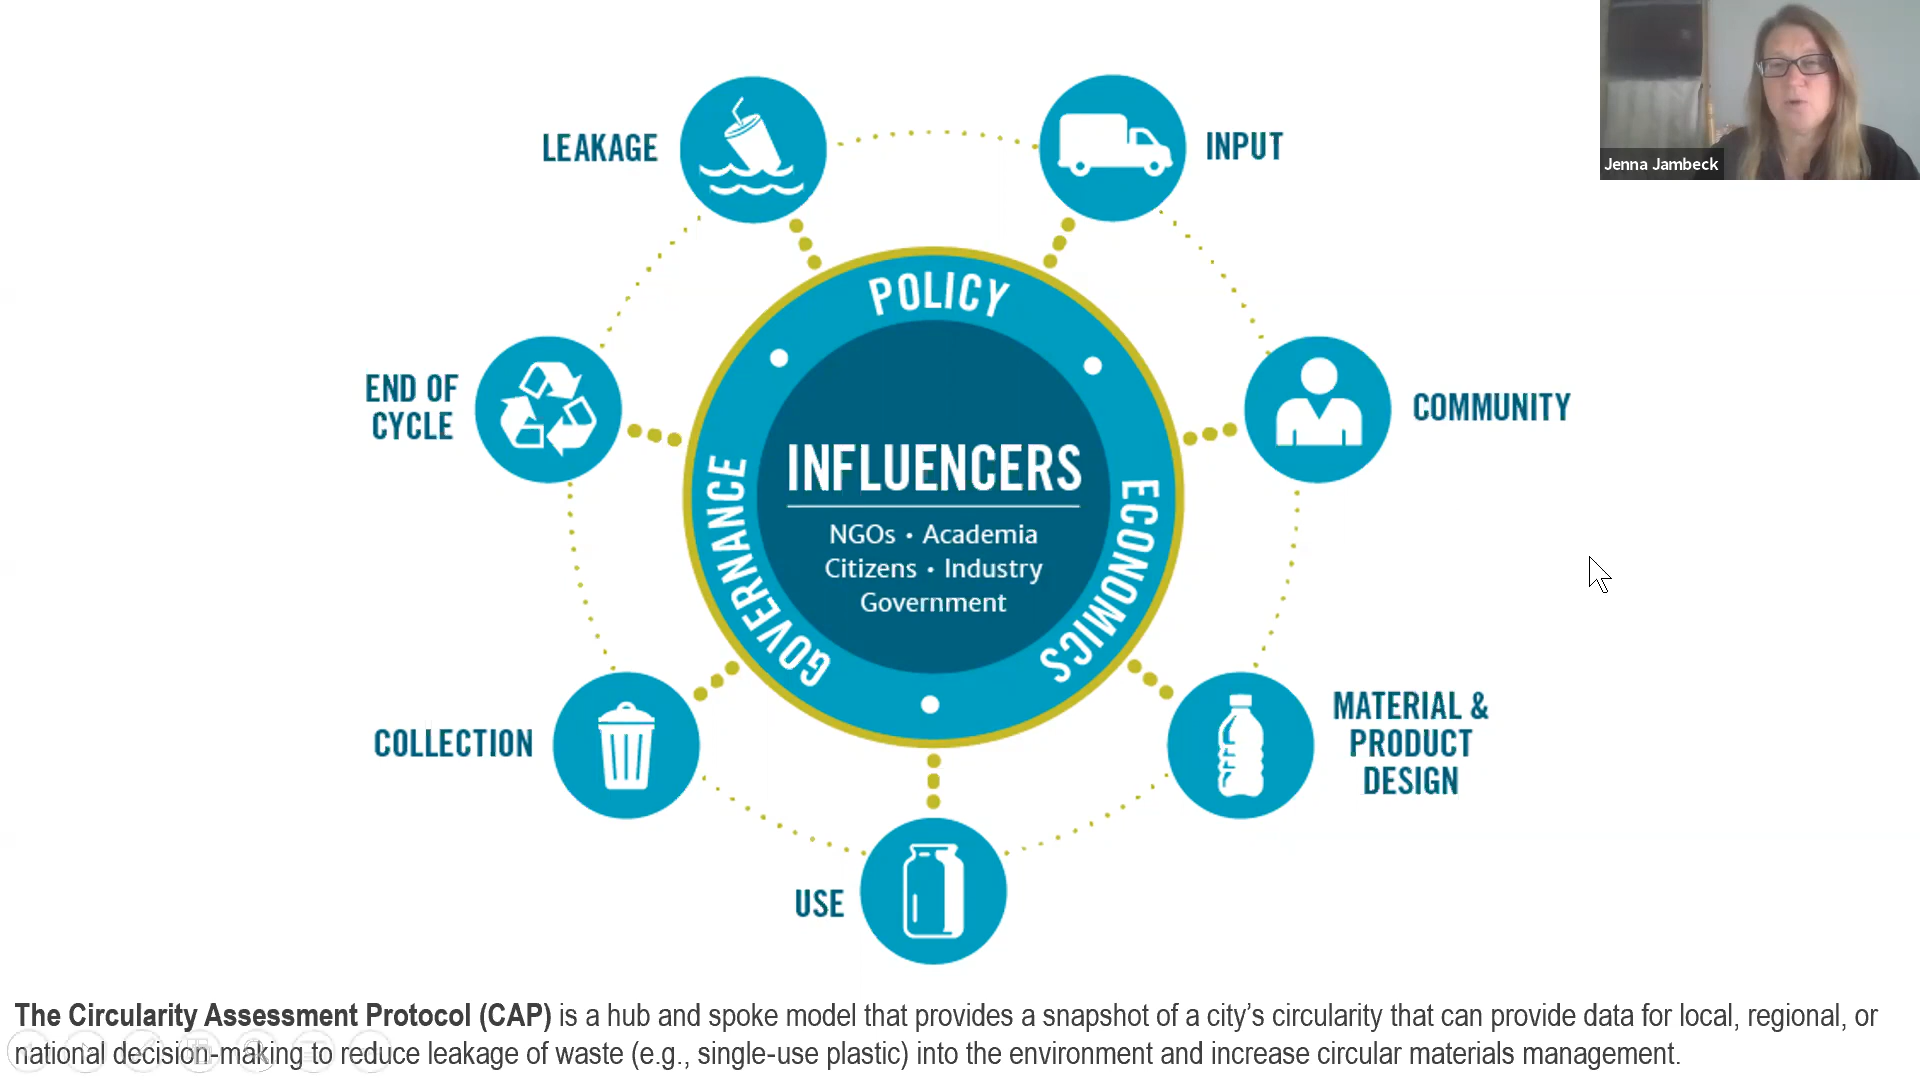 LEAKAGE
INPUT
Jenna Jambeck
POLICY
END OF
CYCLE
COMMUNITY
INFLUENCERS
NGOs • Academia
Citizens • Industry
Government
GOVERNANCE
ECONOMICS
COLLECTION
MATERIAL &
PRODUCT
DESIGN
USE
The Circularity Assessment Protocol (CAP) is a hub and spoke model that provides a snapshot of a city’s circularity that can provide data for local, regional, or
national decision-making to reduce leakage of waste (e.g., single-use plastic) into the environment and increase circular materials management.